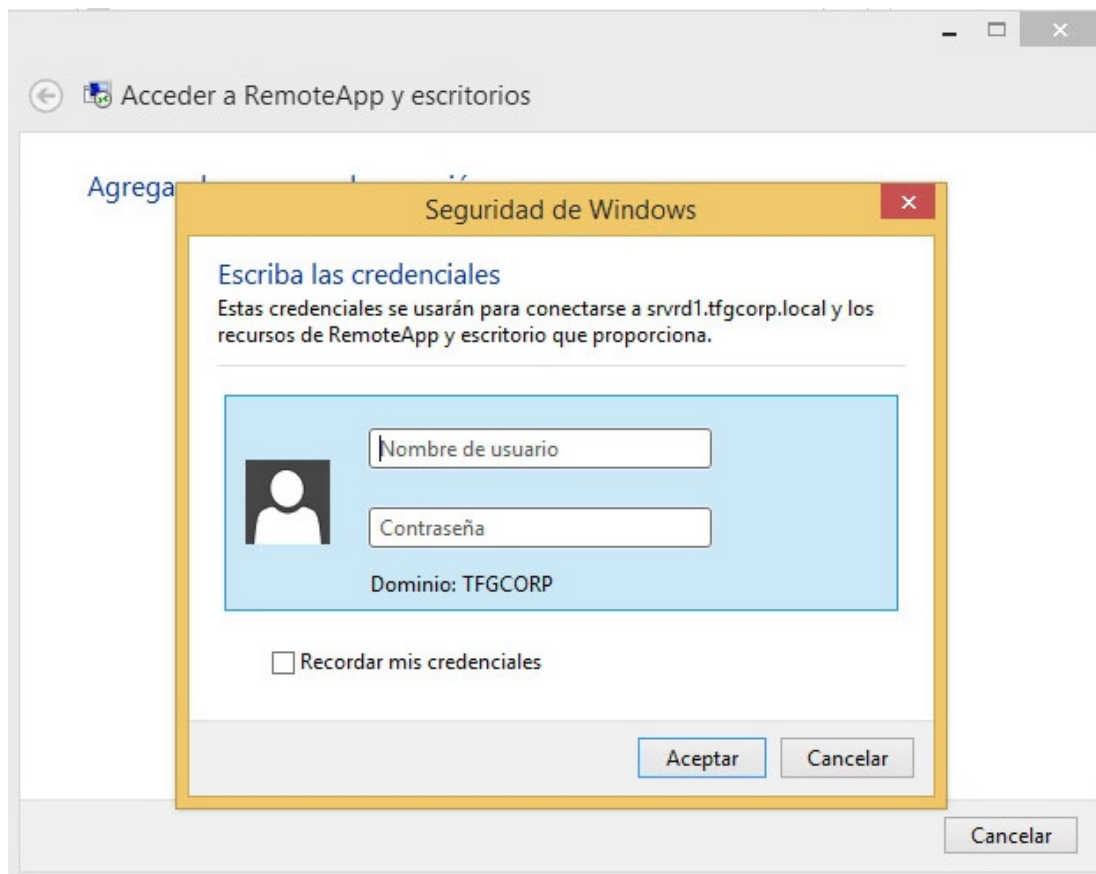 Acceder a RemoteApp y escritorios
Seguridad de Windows
Escriba las credenciales
Estas credenciales se usarán para conectarse a srvrd1.tfgcorp.local y los
recursos de RemoteApp y escritorio que proporciona.
Nombre de usuario
Contraseña
Dominio: TFGCORP
Recordar mis credenciales
Aceptar
Cancelar
Cancelar